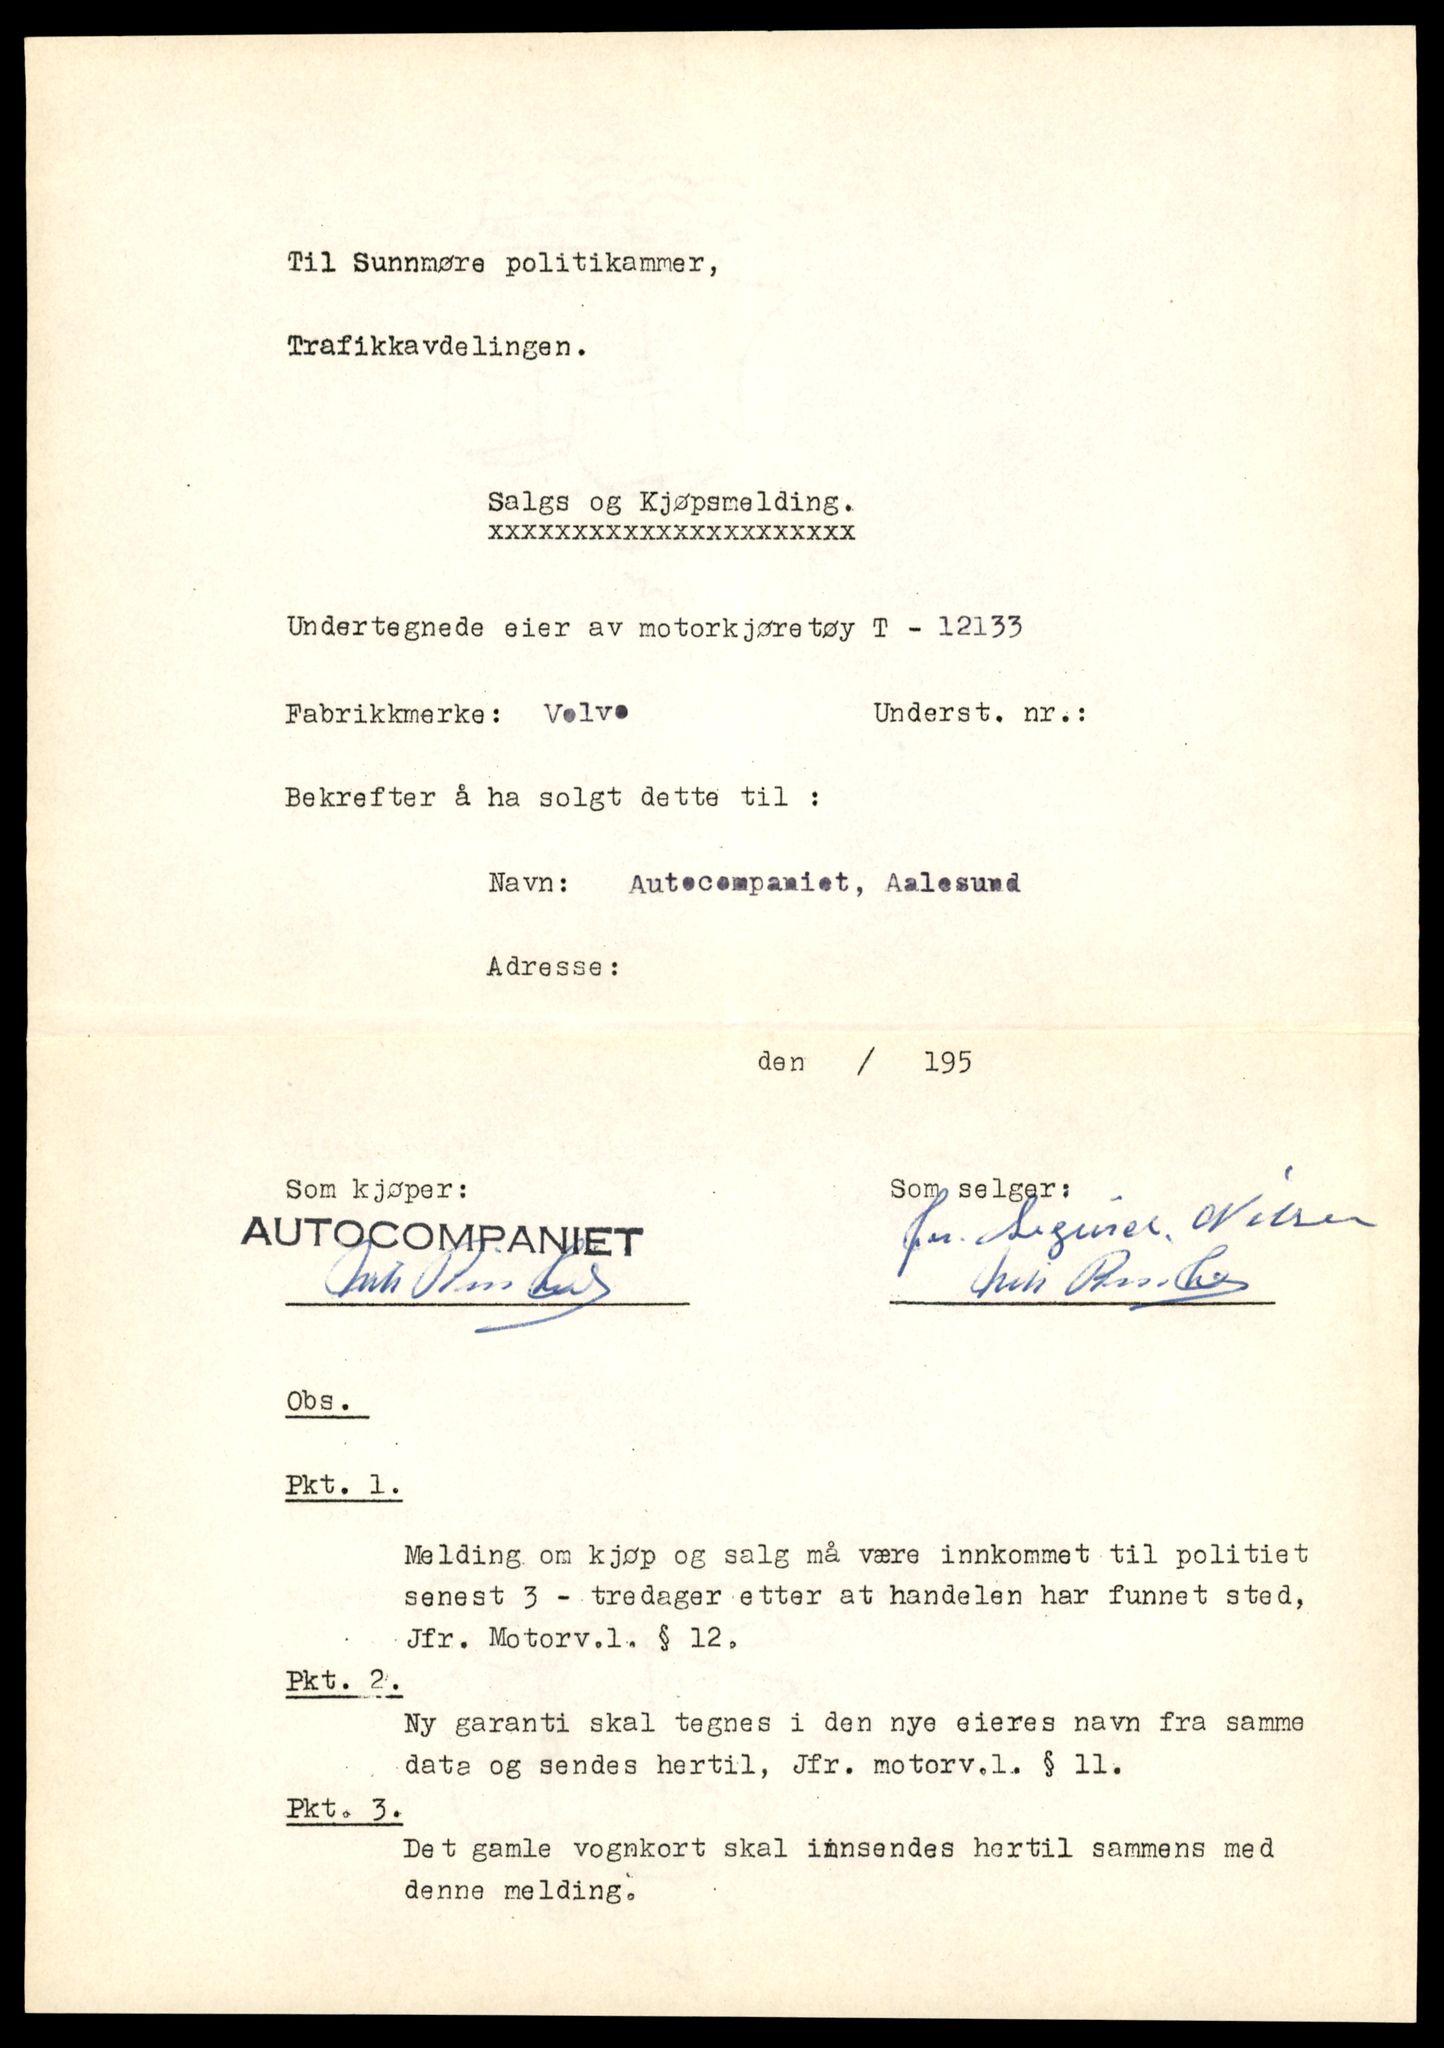 Til Sunnmøre politikammer,
Trafikkavdelingen.
Salgs og Kjøpsmelding.
xxxxxxxxxxxxxxxxxxxxxx
Undertegnede eier av motorkjøretøy T - 12133
Fabrikkmerke: Volvo Underst. nr.:
Bekrefter å ha solgt dette til :
Navn: Autocompaniet, Aalesund
Adresse:
den / 195
Som kjøper: Som selger:
AUTOCOMPANIET
Nilsen
Obs.
Pkt. 1.
Melding om kjøp og salg må være innkommet til politiet
senest 3 - tredager etter at handelen har funnet sted,
Jfr. Motorv.l. § 12.
Pkt. 2.
Ny garanti skal tegnes i den nye eieres navn fra samme
data og sendes hertil, Jfr. motorv.l. § 11.
Pkt. 3.
Det gamle vognkort skal innsendes hertil sammens med
denne melding.